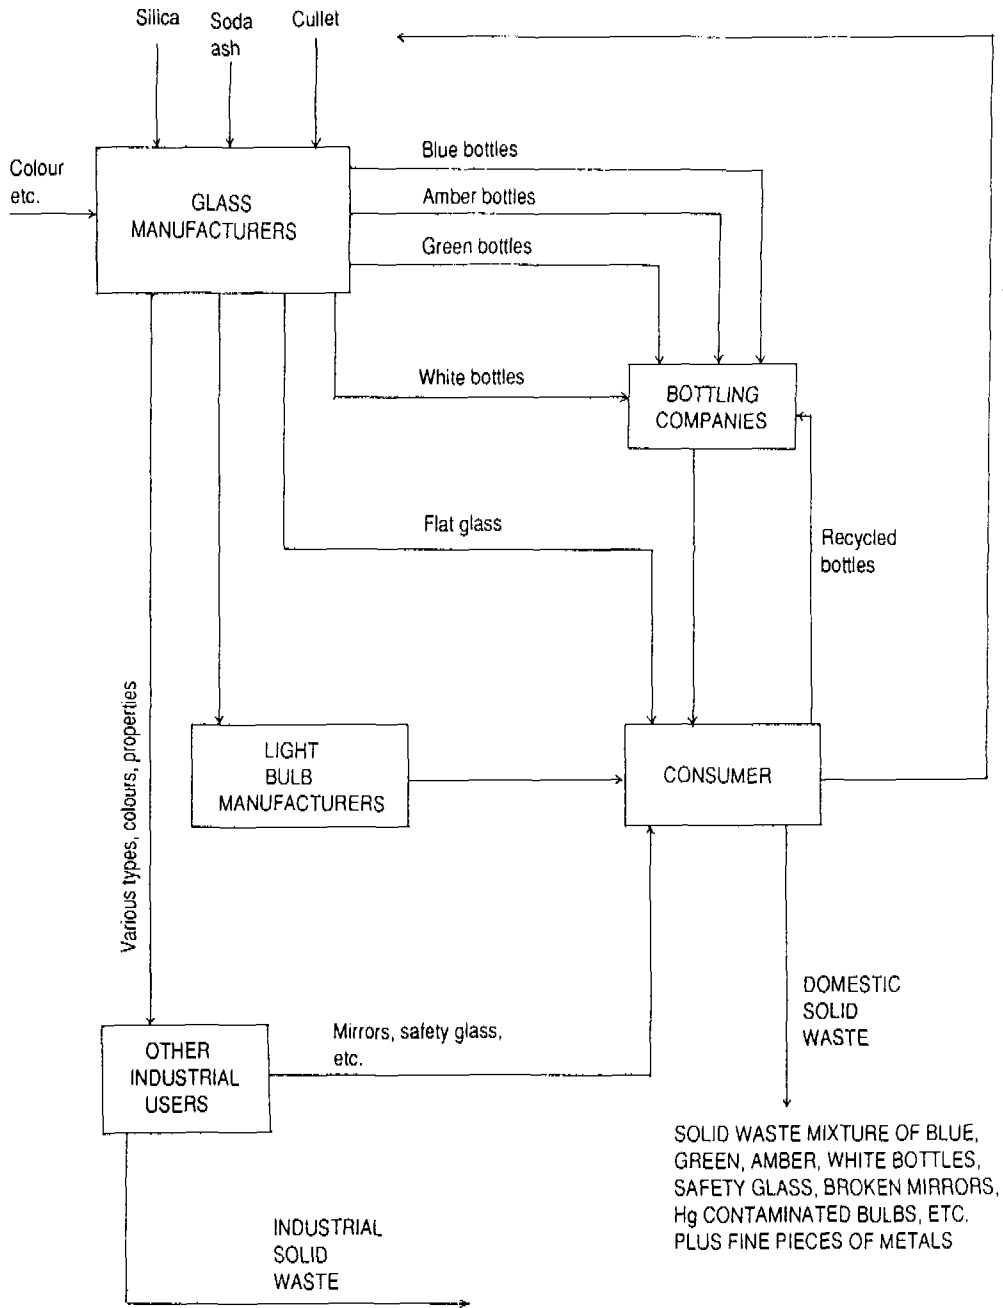 Silica
Soda
ash
Cullet
Colour
etc.
GLASS
MANUFACTURERS
Blue bottles
Amber bottles
Green bottles
White bottles
BOTTLING
COMPANIES
Flat glass
Recycled
bottles
Various types, colours, properties
LIGHT
BULB
MANUFACTURERS
CONSUMER
DOMESTIC
SOLID
WASTE
OTHER
INDUSTRIAL
USERS
Mirrors, safety glass,
etc.
SOLID WASTE MIXTURE OF BLUE,
GREEN, AMBER, WHITE BOTTLES,
SAFETY GLASS, BROKEN MIRRORS,
Hg CONTAMINATED BULBS, ETC.
PLUS FINE PIECES OF METALS
INDUSTRIAL
SOLID
WASTE